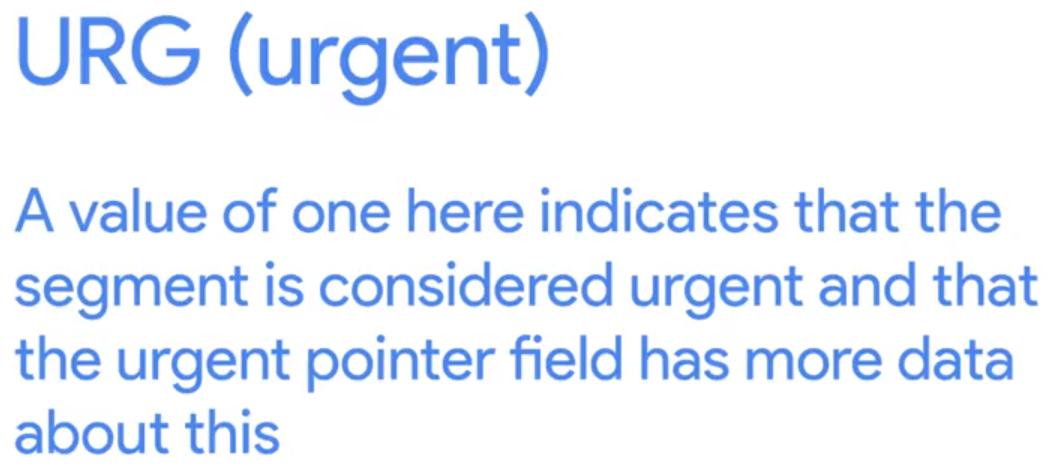 URG (urgent)
A value of one here indicates that the
segment is considered urgent and that
the urgent pointer field has more data
about this